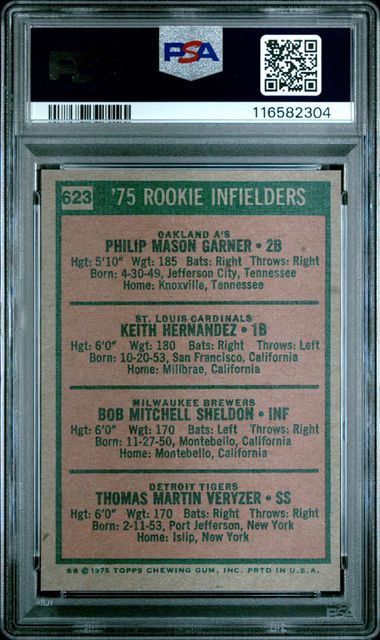 PSA
116582304
623 '75 ROOKIE INFIELDERS
OAKLAND A'S
PHILIP MASON GARNER • 2B
Hgt: 5'10" Wgt: 185 Bats: Right Throws: Right
Born: 4-30-49, Jefferson City, Tennessee
Home: Knoxville, Tennessee
ST. LOUIS CARDINALS
KEITH HERNANDEZ • 1B
Hgt: 6'0" Wgt: 180 Bats: Right Throws: Left
Born: 10-20-53, San Francisco, California
Home: Millbrae, California
MILWAUKEE BREWERS
BOB MITCHELL SHELDON • INF
Hgt: 6'0" Wgt: 170 Bats: Left Throws: Right
Born: 11-27-50, Montebello, California
Home: Montebello, California
DETROIT TIGERS
THOMAS MARTIN VERYZER • SS
Hgt: 6'0" Wgt: 170 Bats: Right Throws: Right
Born: 2-11-53, Port Jefferson, New York
Home: Islip, New York
★★ © 1975 TOPPS CHEWING GUM, INC. PRTD IN U.S.A.
PSA